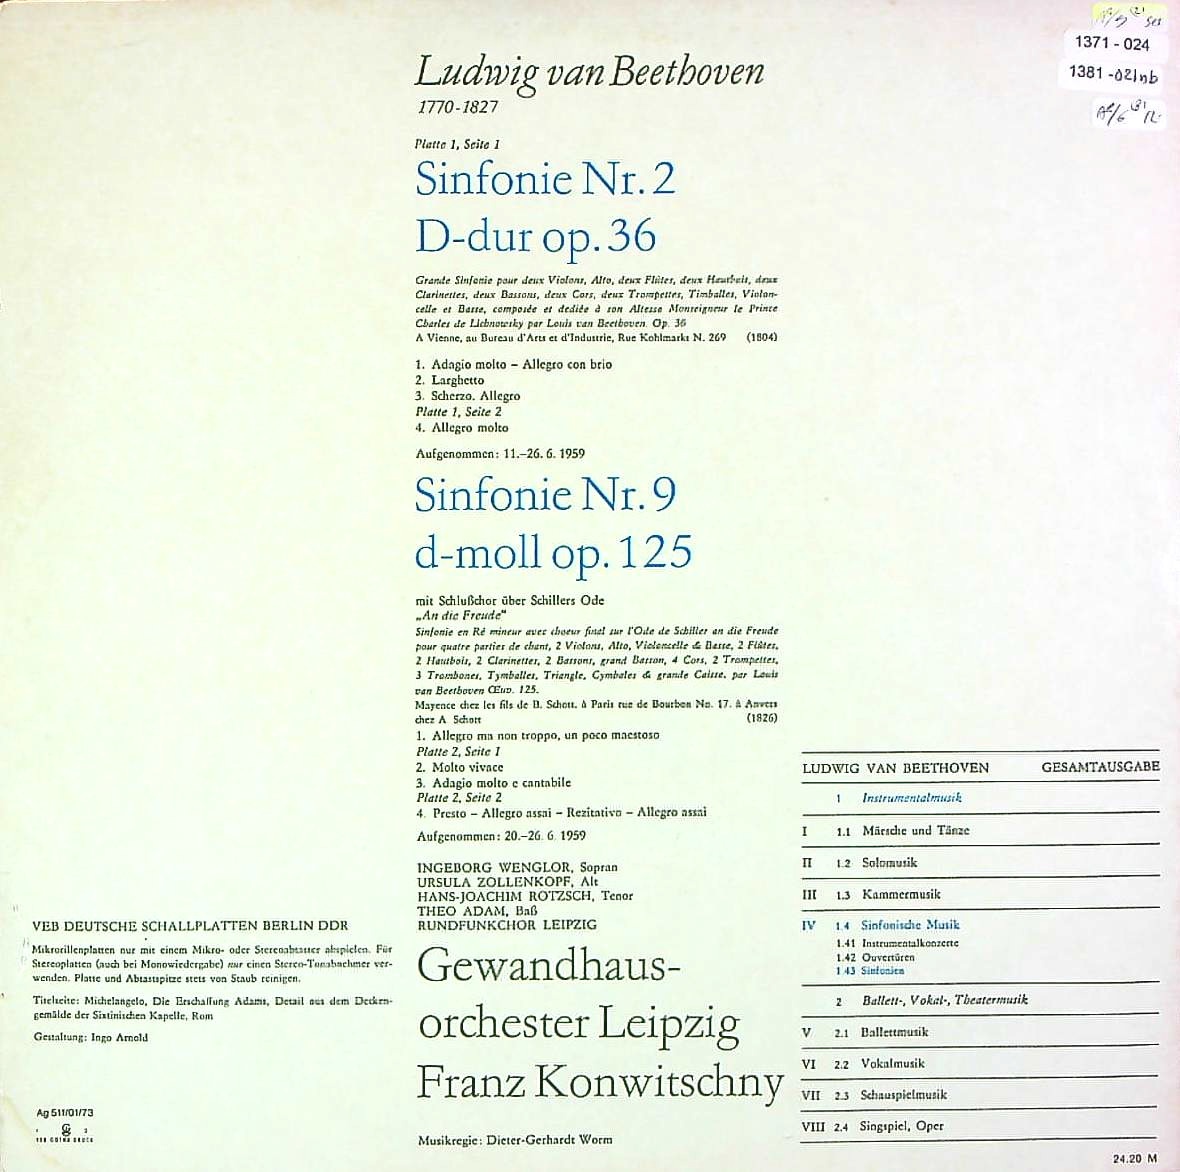 1371 - 024
1381 - 021nb
Ludwig van Beethoven
1770-1827
Platte 1, Seite 1
Sinfonie Nr. 2
D-dur op. 36
Grande Sinfonie pour deux Violons, Alto, deux Flûtes, deux Hautbois, deux
Clarinettes, deux Bassons, deux Cors, deux Trompettes, Timballes, Violon-
celle et Basse, composée et dediée à son Altesse Monseigneur le Prince
Charles de Lichnowsky par Louis van Beethoven. Op. 36
A Vienne, au Bureau d'Arts et d'Industrie, Rue Kohlmarkt N. 269 (1804)
1. Adagio molto – Allegro con brio
2. Larghetto
3. Scherzo. Allegro
Platte 1, Seite 2
4. Allegro molto
Aufgenommen: 11.–26. 6. 1959
Sinfonie Nr. 9
d-moll op. 125
mit Schlußchor über Schillers Ode
„An die Freude“
Sinfonie en Ré mineur avec choeur final sur l'Ode de Schiller an die Freude
pour quatre parties de chant, 2 Violons, Alto, Violoncelle & Basse, 2 Flûtes,
2 Hautbois, 2 Clarinettes, 2 Bassons, grand Basson, 4 Cors, 2 Trompettes,
3 Trombones, Tymballes, Triangle, Cymbales & grande Caisse, par Louis
van Beethoven Œuv. 125.
Mayence chez les fils de B. Schott. à Paris rue de Bourbon No. 17. à Anvers
chez A Schott (1826)
1. Allegro ma non troppo, un poco maestoso
Platte 2, Seite 1
2. Molto vivace
3. Adagio molto e cantabile
Platte 2, Seite 2
4. Presto – Allegro assai – Rezitativo – Allegro assai
Aufgenommen: 20.–26. 6. 1959
INGEBORG WENGLOR, Sopran
URSULA ZOLLENKOPF, Alt
HANS-JOACHIM ROTZSCH, Tenor
THEO ADAM, Baß
RUNDFUNKCHOR LEIPZIG
Gewandhaus-
orchester Leipzig
Franz Konwitschny
Musikregie: Dieter-Gerhardt Worm
VEB DEUTSCHE SCHALLPLATTEN BERLIN DDR
Mikrorillenplatten nur mit einem Mikro- oder Stereoabtaster abspielen. Für
Stereoplatten (auch bei Monowiedergabe) nur einen Stereo-Tonabnehmer ver-
wenden. Platte und Abtastspitze stets von Staub reinigen.
Titelseite: Michelangelo, Die Erschaffung Adams, Detail aus dem Decken-
gemälde der Sixtinischen Kapelle, Rom
Gestaltung: Ingo Arnold
Ag 511/01/73
VEB GOTHA DRUCK
LUDWIG VAN BEETHOVEN GESAMTAUSGABE
1 Instrumentalmusik
I 1.1 Märsche und Tänze
II 1.2 Solomusik
III 1.3 Kammermusik
IV 1.4 Sinfonische Musik
1.41 Instrumentalkonzerte
1.42 Ouvertüren
1.43 Sinfonien
2 Ballett-, Vokal-, Theatermusik
V 2.1 Ballettmusik
VI 2.2 Vokalmusik
VII 2.3 Schauspielmusik
VIII 2.4 Singspiel, Oper
24.20 M